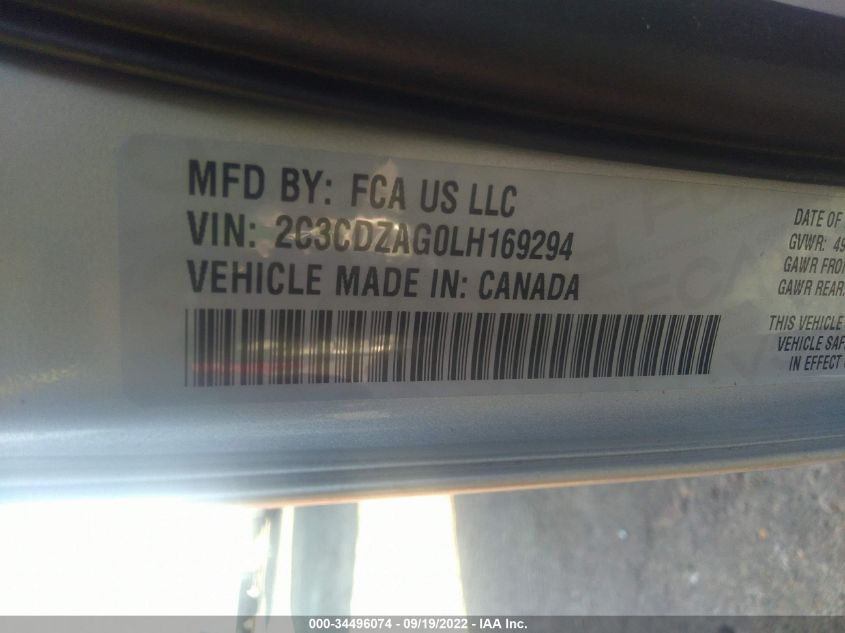 MFD BY: FCA US LLC
VIN: 2C3CDZAG0LH169294
VEHICLE MADE IN: CANADA
DATE OF
GVWR: 49
GAWR FRO
GAWR REAR
THIS VEHICLE
VEHICLE SAF
IN EFFECT
000-34496074 - 09/19/2022 - IAA Inc.